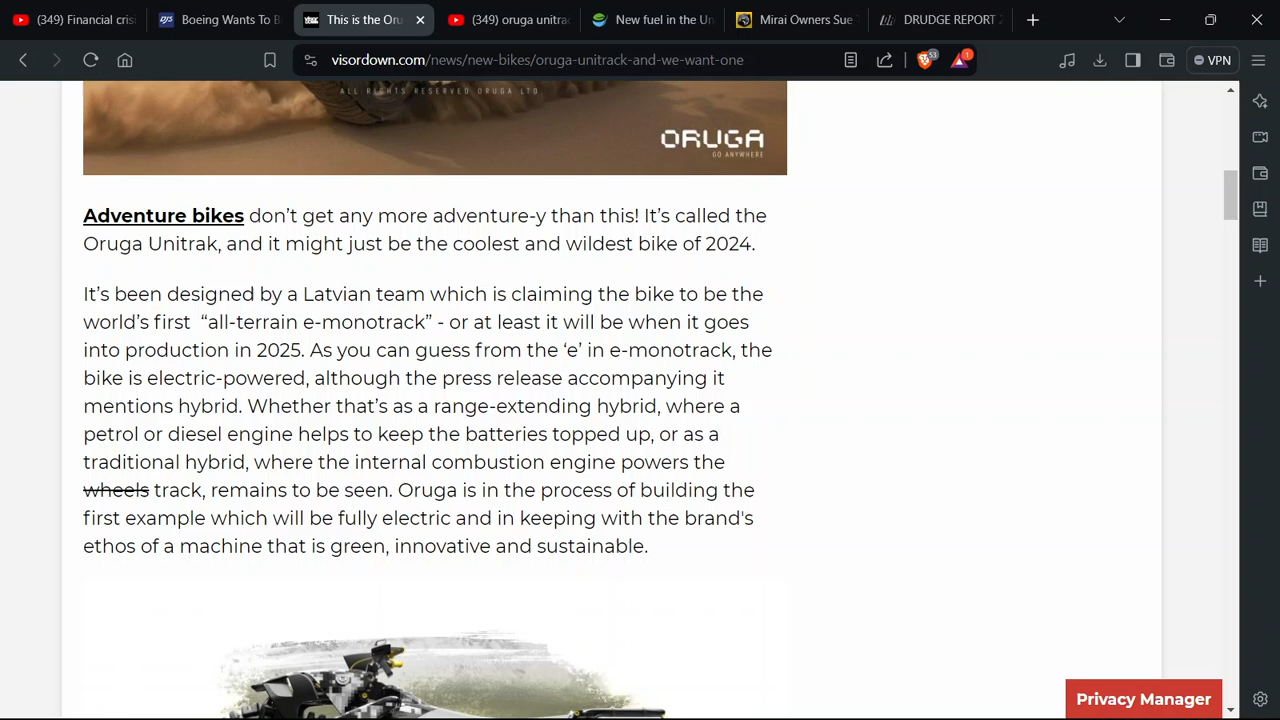 (349) Financial cris
Boeing Wants To B
This is the Oru
(349) oruga unitrac
New fuel in the Un
Mirai Owners Sue
DRUDGE REPORT 2
visordown.com/news/new-bikes/oruga-unitrack-and-we-want-one
53
1
VPN
ALL RIGHTS RESERVED ORUGA LTD
ORUGA
GO ANYWHERE
Adventure bikes don’t get any more adventure-y than this! It’s called the
Oruga Unitrak, and it might just be the coolest and wildest bike of 2024.
It’s been designed by a Latvian team which is claiming the bike to be the
world’s first “all-terrain e-monotrack” - or at least it will be when it goes
into production in 2025. As you can guess from the ‘e’ in e-monotrack, the
bike is electric-powered, although the press release accompanying it
mentions hybrid. Whether that’s as a range-extending hybrid, where a
petrol or diesel engine helps to keep the batteries topped up, or as a
traditional hybrid, where the internal combustion engine powers the
wheels track, remains to be seen. Oruga is in the process of building the
first example which will be fully electric and in keeping with the brand's
ethos of a machine that is green, innovative and sustainable.
Privacy Manager